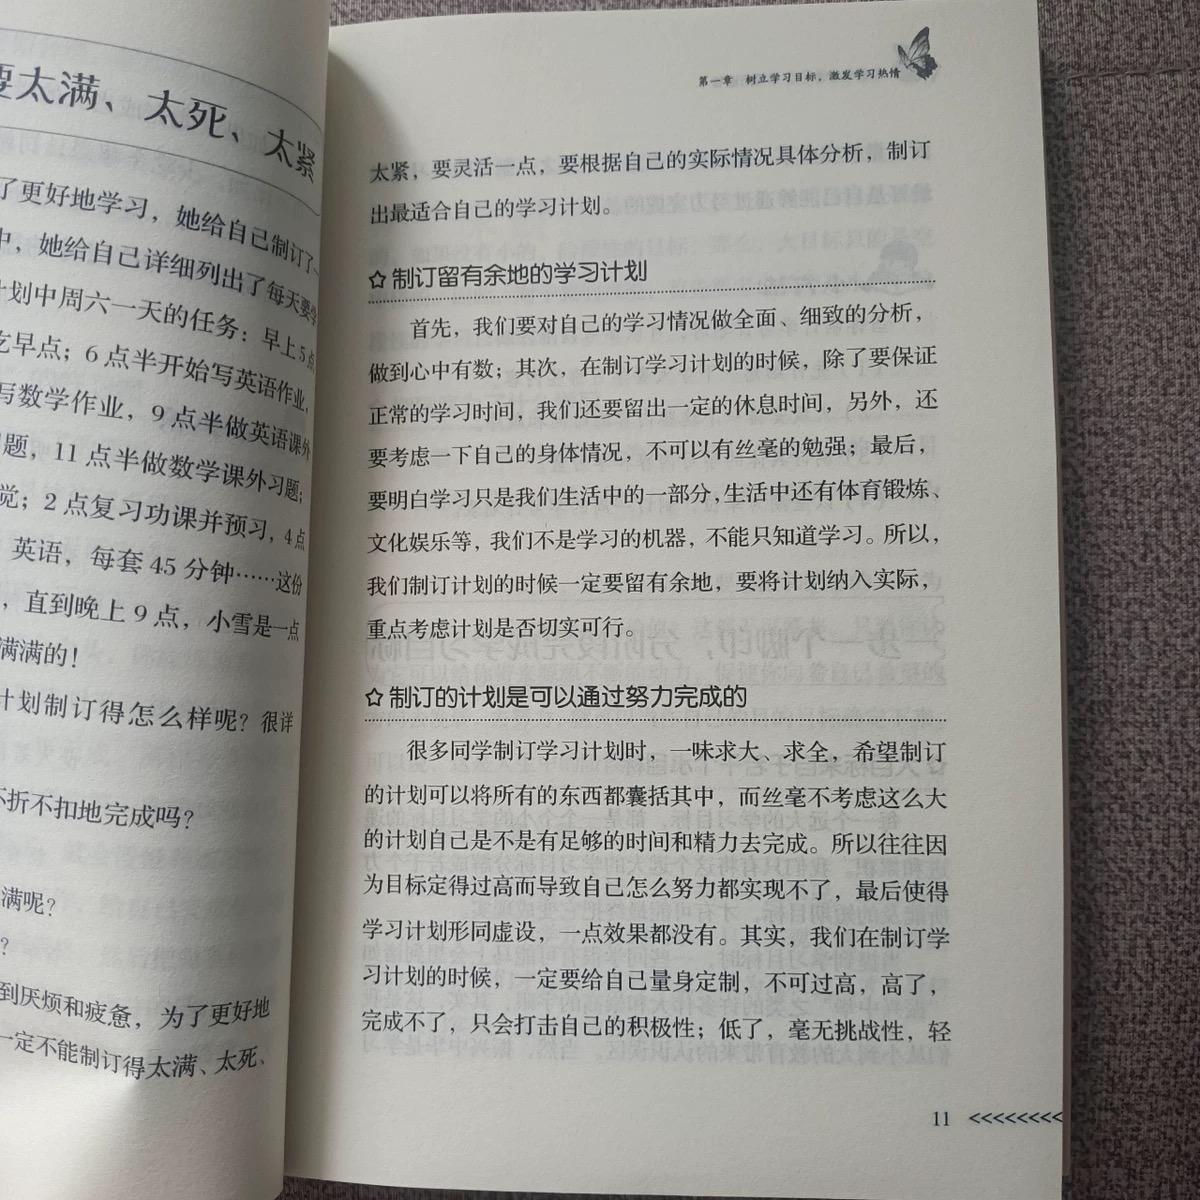 要太满、太死、太紧
了更好地学习，她给自己制订了一
中，她给自己详细列出了每天要学
计划中周六一天的任务：早上5点
吃早点；6点半开始写英语作业，
写数学作业，9点半做英语课外
题，11点半做数学课外习题；
觉；2点复习功课并预习，4点
英语，每套45分钟……这份
，直到晚上9点，小雪是一点
满满的！
计划制订得怎么样呢？很详
不折不扣地完成吗？
满呢？
？
到厌烦和疲惫，为了更好地
一定不能制订得太满、太死、
第一章 树立学习目标，激发学习热情
太紧，要灵活一点，要根据自己的实际情况具体分析，制订
出最适合自己的学习计划。
☆制订留有余地的学习计划
首先，我们要对自己的学习情况做全面、细致的分析，
做到心中有数；其次，在制订学习计划的时候，除了要保证
正常的学习时间，我们还要留出一定的休息时间，另外，还
要考虑一下自己的身体情况，不可以有丝毫的勉强；最后，
要明白学习只是我们生活中的一部分，生活中还有体育锻炼、
文化娱乐等，我们不是学习的机器，不能只知道学习。所以，
我们制订计划的时候一定要留有余地，要将计划纳入实际，
重点考虑计划是否切实可行。
☆制订的计划是可以通过努力完成的
很多同学制订学习计划时，一味求大、求全，希望制订
的计划可以将所有的东西都囊括其中，而丝毫不考虑这么大
的计划自己是不是有足够的时间和精力去完成。所以往往因
为目标定得过高而导致自己怎么努力都实现不了，最后使得
学习计划形同虚设，一点效果都没有。其实，我们在制订学
习计划的时候，一定要给自己量身定制，不可过高，高了，
完成不了，只会打击自己的积极性；低了，毫无挑战性，轻
11 <<<<<<<<